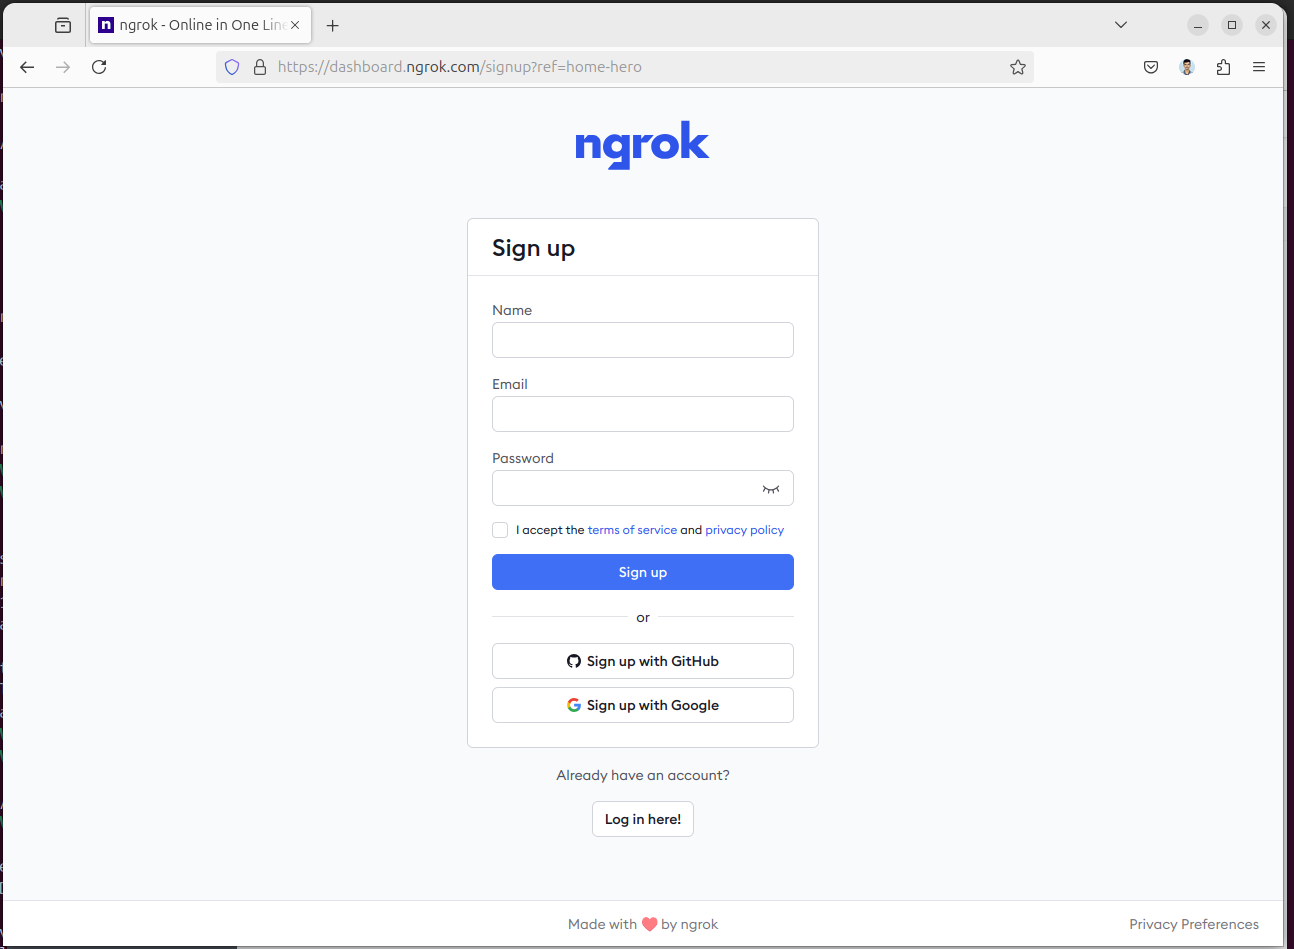 ngrok - Online in One Line
https://dashboard.ngrok.com/signup?ref=home-hero
ngrok
Sign up
Name
Email
Password
I accept the terms of service and privacy policy
Sign up
or
Sign up with GitHub
Sign up with Google
Already have an account?
Log in here!
Made with ❤️ by ngrok
Privacy Preferences